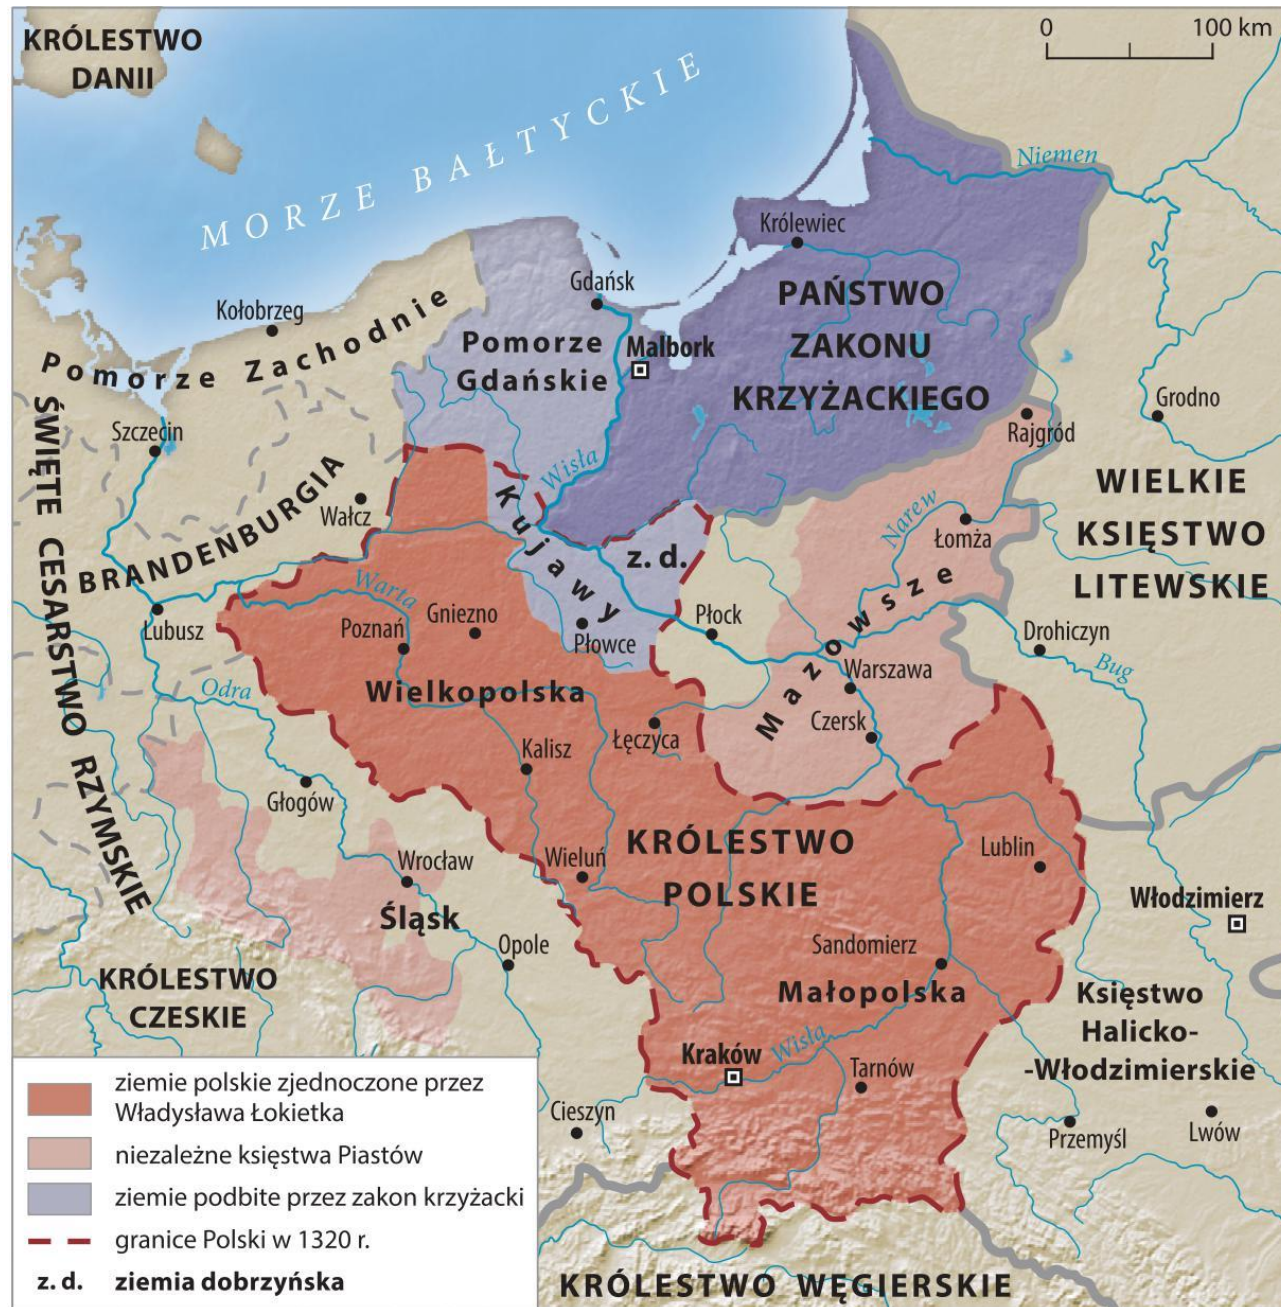 KRÓLESTWO
DANII
0 100 km
MORZE BAŁTYCKIE
Niemen
Królewiec
Gdańsk
PAŃSTWO
ZAKONU
KRZYŻACKIEGO
Kołobrzeg
Pomorze Zachodnie
Pomorze
Gdańskie
Malbork
Grodno
Rajgród
Szczecin
ŚWIĘTE CESARSTWO RZYMSKIE
BRANDENBURGIA
Wałcz
Wisła
Kujawy
z. d.
Narew
Łomża
WIELKIE
KSIĘSTWO
LITEWSKIE
Lubusz
Warta
Gniezno
Poznań
Płowce
Płock
Mazowsze
Drohiczyn
Bug
Odra
Wielkopolska
Warszawa
Czersk
Łęczyca
Kalisz
Głogów
KRÓLESTWO
POLSKIE
Lublin
Wrocław
Wieluń
Śląsk
Włodzimierz
Opole
Sandomierz
Małopolska
KRÓLESTWO
CZESKIE
Księstwo
Halicko-
-Włodzimierskie
Kraków
Wisła
Tarnów
Cieszyn
Przemyśl
Lwów
ziemie polskie zjednoczone przez
Władysława Łokietka
niezależne księstwa Piastów
ziemie podbite przez zakon krzyżacki
granice Polski w 1320 r.
z. d. ziemia dobrzyńska
KRÓLESTWO WĘGIERSKIE